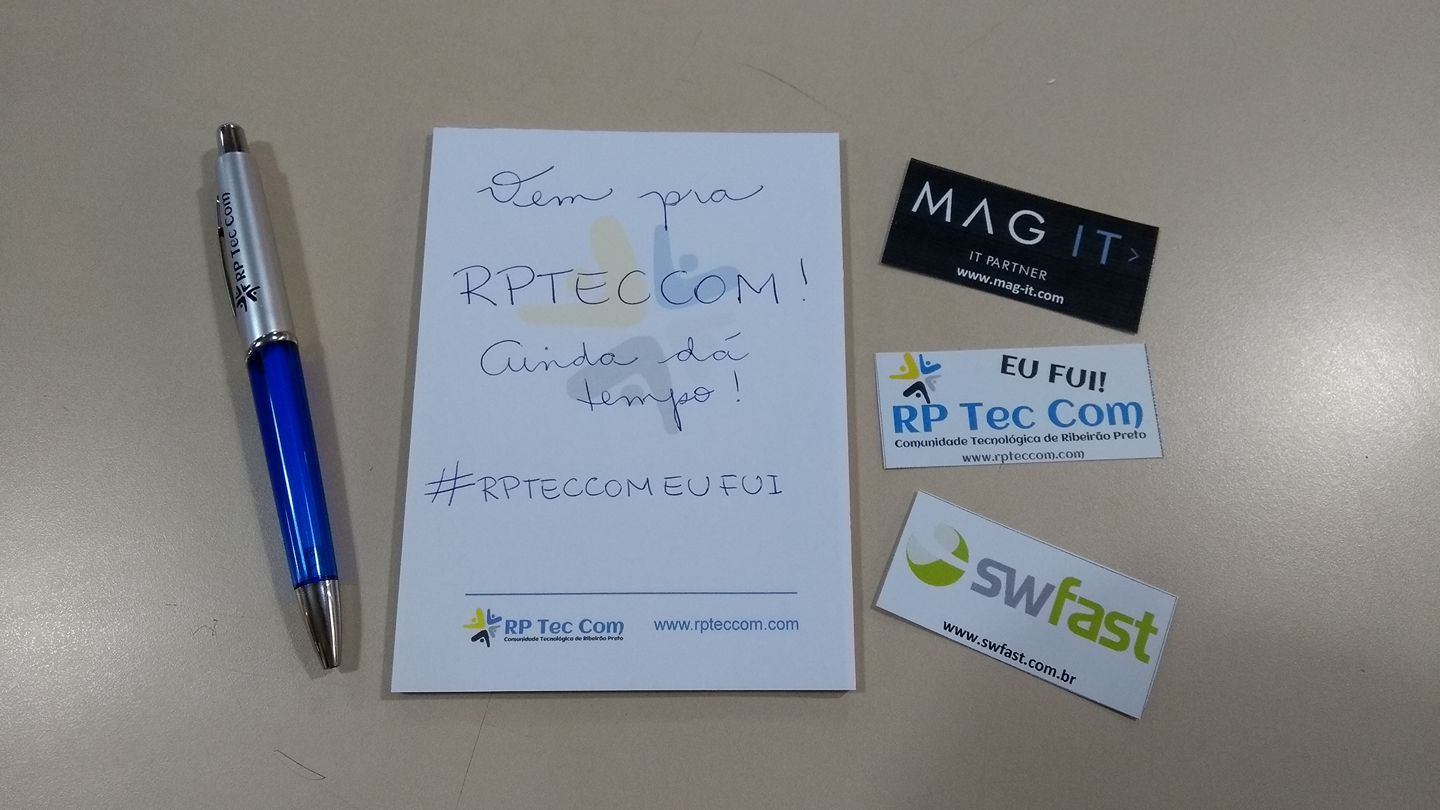 RP Tec Com
Vem pra
RPTECCOM!
Ainda dá
tempo!
#RPTECCOMEUFUI
RP Tec Com
Comunidade Tecnológica de Ribeirão Preto
www.rpteccom.com
MAG IT>
IT PARTNER
www.mag-it.com
EU FUI!
RP Tec Com
Comunidade Tecnológica de Ribeirão Preto
www.rpteccom.com
swfast
www.swfast.com.br